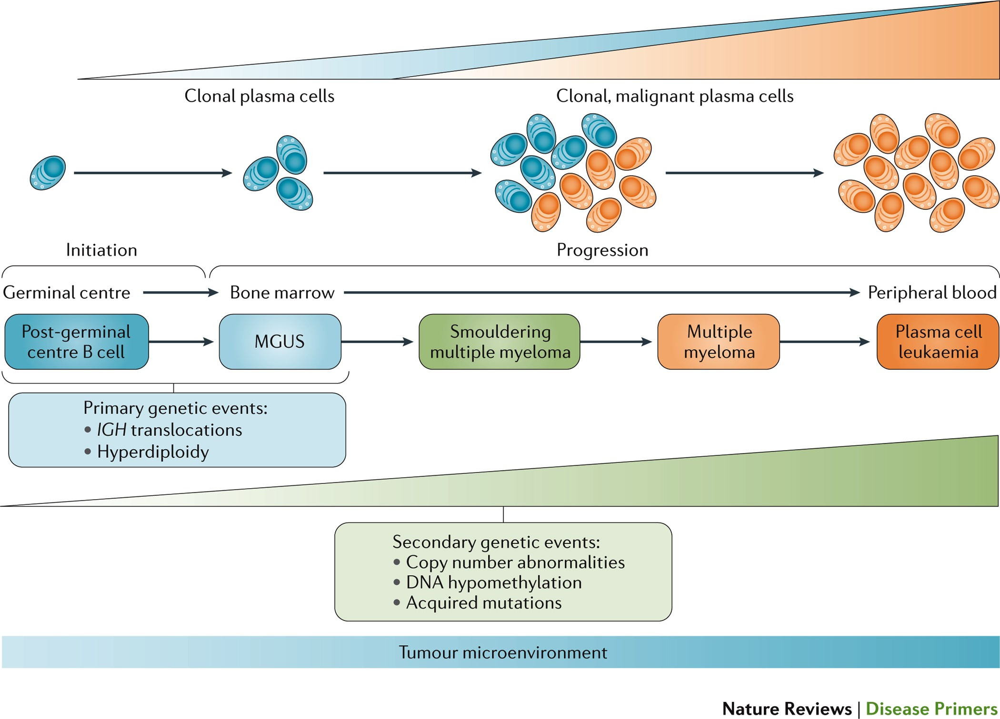 Clonal plasma cells
Clonal, malignant plasma cells
Initiation
Progression
Germinal centre
Bone marrow
Peripheral blood
Post-germinal
centre B cell
MGUS
Smouldering
multiple myeloma
Multiple
myeloma
Plasma cell
leukaemia
Primary genetic events:
• IGH translocations
• Hyperdiploidy
Secondary genetic events:
• Copy number abnormalities
• DNA hypomethylation
• Acquired mutations
Tumour microenvironment
Nature Reviews | Disease Primers